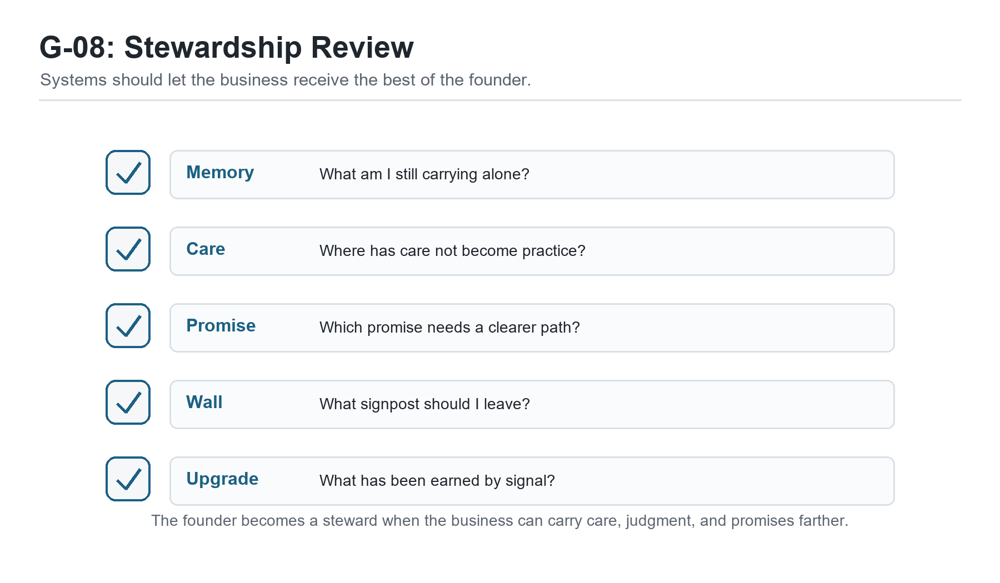 G-08: Stewardship Review
Systems should let the business receive the best of the founder.
Memory What am I still carrying alone?
Care Where has care not become practice?
Promise Which promise needs a clearer path?
Wall What signpost should I leave?
Upgrade What has been earned by signal?
The founder becomes a steward when the business can carry care, judgment, and promises farther.